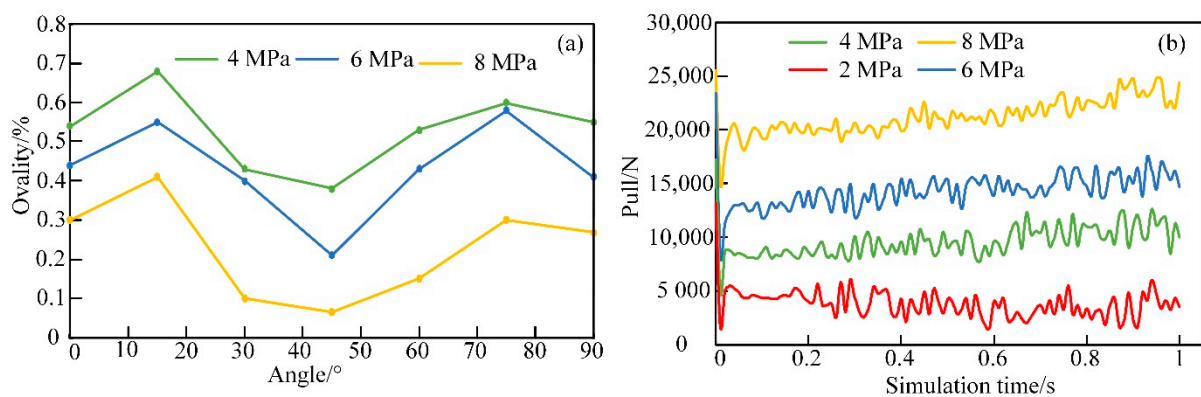 0.8
0.7
0.6
0.5
0.4
0.3
0.2
0.1
0
Ovality/%
4 MPa 6 MPa 8 MPa
(a)
0 10 20 30 40 50 60 70 80 90
Angle/°
30,000
25,000
20,000
15,000
10,000
5 000
0
Pull/N
4 MPa 8 MPa
2 MPa 6 MPa
(b)
0 0.2 0.4 0.6 0.8 1
Simulation time/s